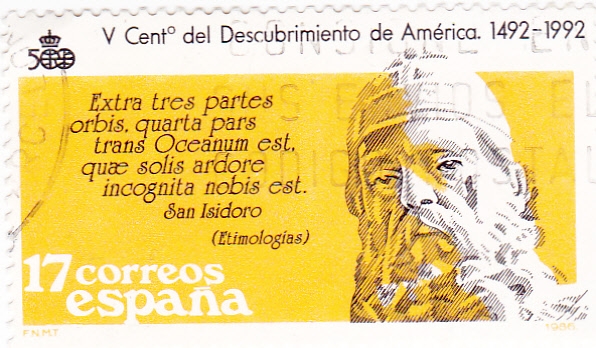 V Centº del Descubrimiento de América. 1492-1992
500
Extra tres partes
orbis, quarta pars
trans Oceanum est,
quæ solis ardore
incognita nobis est.
San Isidoro
(Etimologías)
17 correos
españa
F.N.M.T. 1986